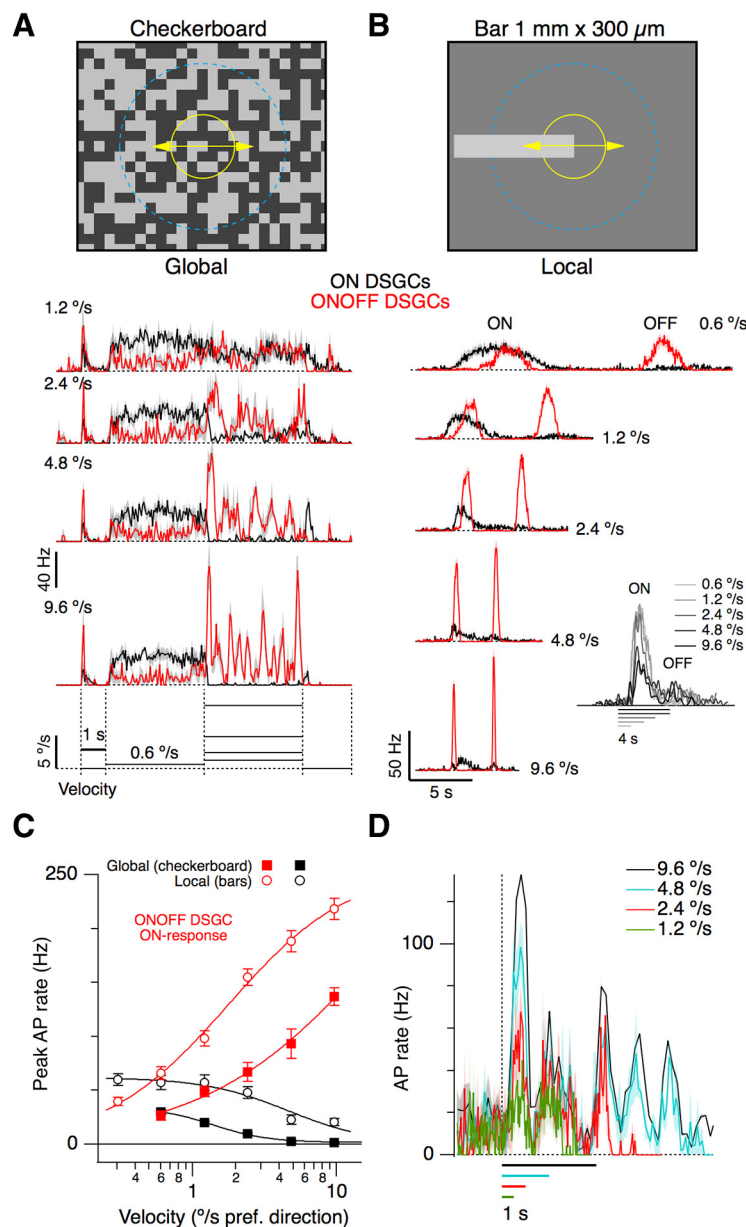 A
Checkerboard
Global
B
Bar 1 mm x 300 µm
Local
ON DSGCs
ONOFF DSGCs
1.2 º/s
2.4 º/s
4.8 º/s
40 Hz
9.6 º/s
5 º/s
1 s
0.6 º/s
Velocity
ON
OFF
0.6 º/s
1.2 º/s
2.4 º/s
4.8 º/s
9.6 º/s
50 Hz
5 s
ON
OFF
0.6 º/s
1.2 º/s
2.4 º/s
4.8 º/s
9.6 º/s
4 s
C
250
0
Peak AP rate (Hz)
Global (checkerboard)
Local (bars)
ONOFF DSGC
ON-response
4 6 8 1 2 4 6 8 10
Velocity (º/s pref. direction)
D
9.6 º/s
4.8 º/s
2.4 º/s
1.2 º/s
100
0
AP rate (Hz)
1 s